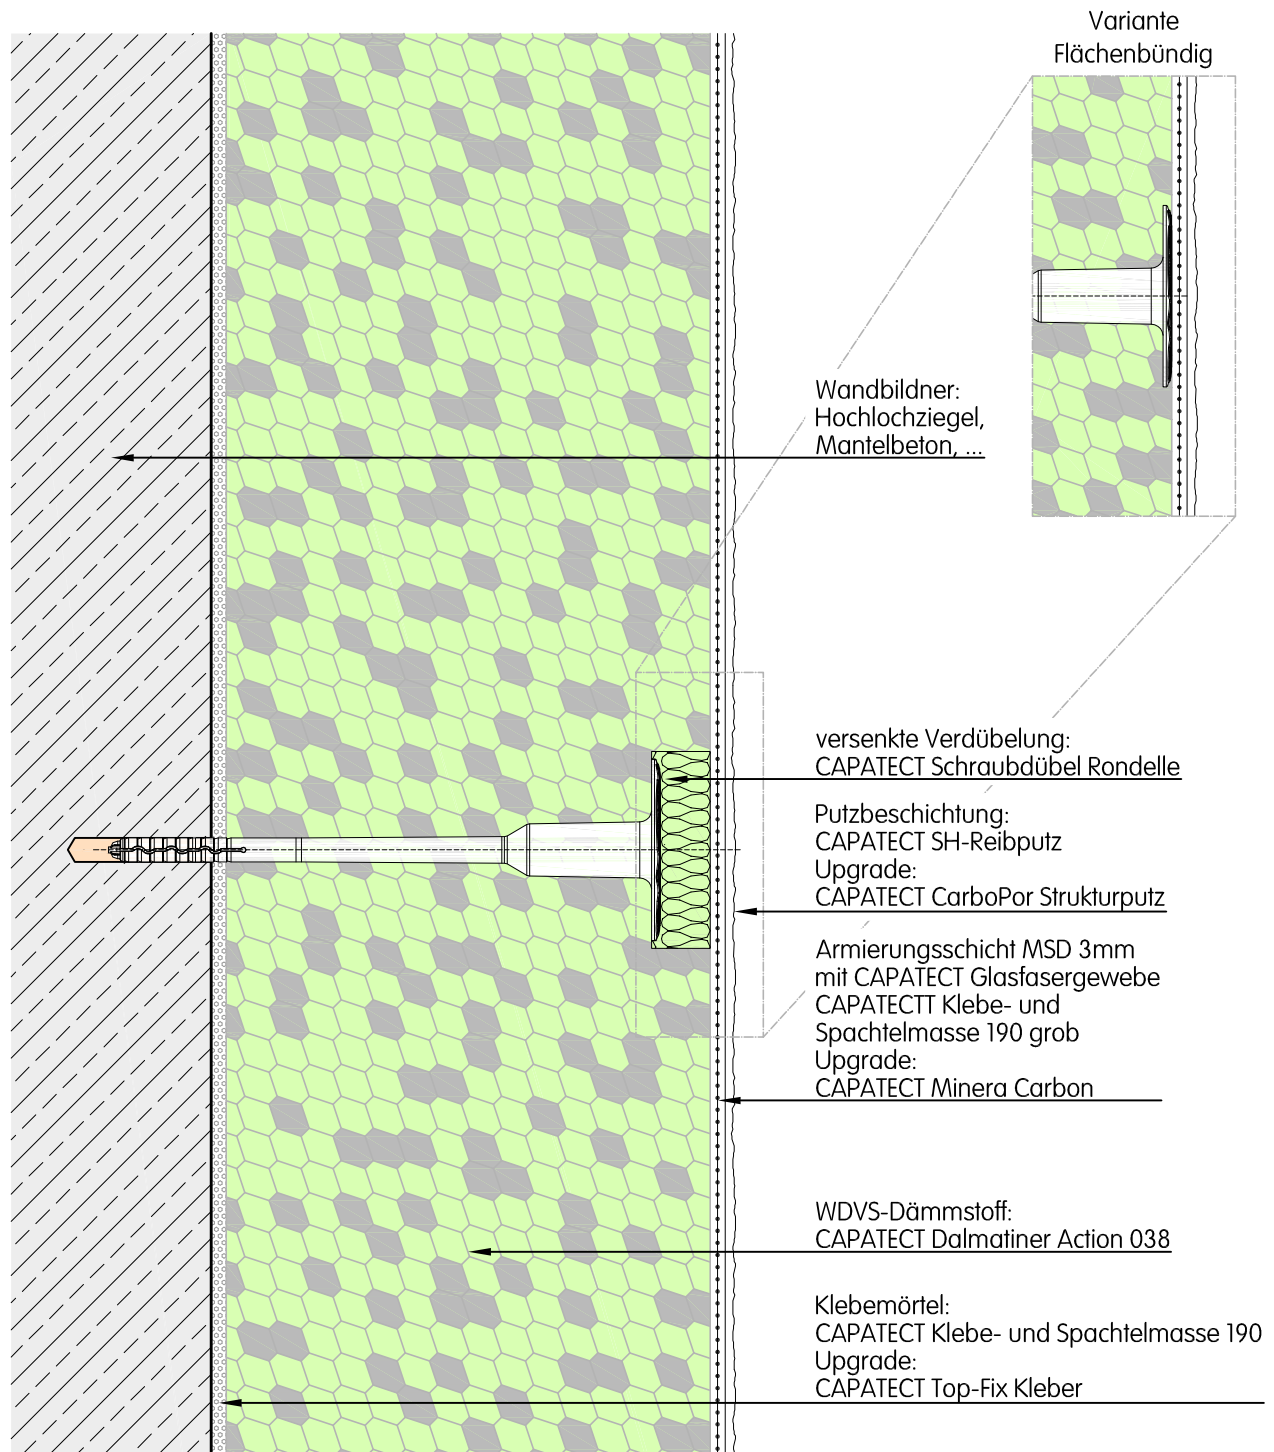 Variante
Flächenbündig
Wandbildner:
Hochlochziegel,
Mantelbeton, ...
versenkte Verdübelung:
CAPATECT Schraubdübel Rondelle
Putzbeschichtung:
CAPATECT SH-Reibputz
Upgrade:
CAPATECT CarboPor Strukturputz
Armierungsschicht MSD 3mm
mit CAPATECT Glasfasergewebe
CAPATECTT Klebe- und
Spachtelmasse 190 grob
Upgrade:
CAPATECT Minera Carbon
WDVS-Dämmstoff:
CAPATECT Dalmatiner Action 038
Klebemörtel:
CAPATECT Klebe- und Spachtelmasse 190
Upgrade:
CAPATECT Top-Fix Kleber